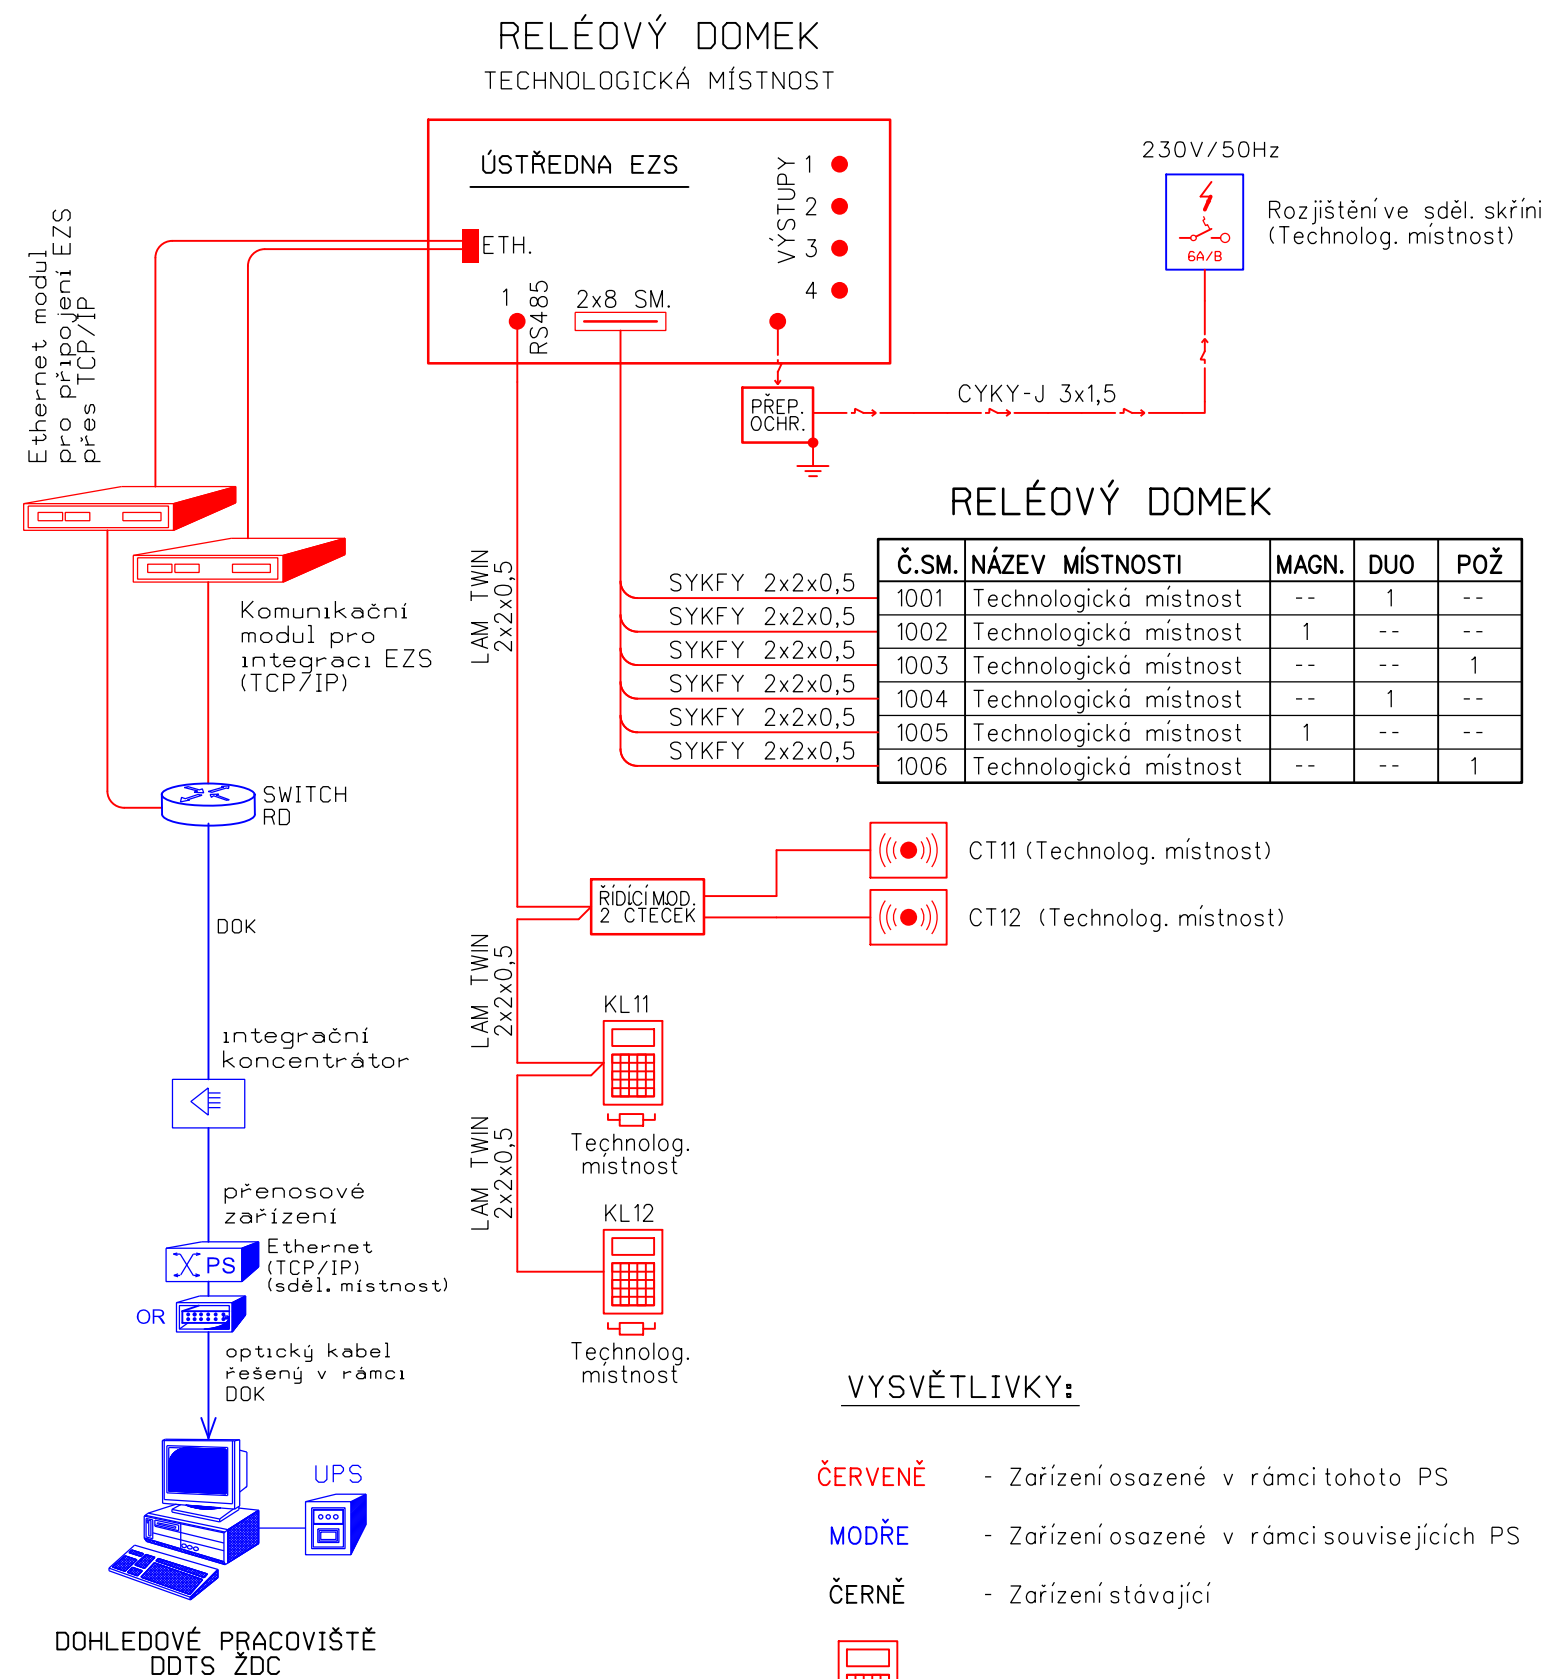 RELÉOVÝ DOMEK
TECHNOLOGICKÁ MÍSTNOST
ÚSTŘEDNA EZS
VÝSTUPY
1
2
3
4
ETH.
1
RS485
2x8 SM.
230V/50Hz
6A/B
Rozjištění ve sděl. skříni
(Technolog. místnost)
PŘEP.
OCHR.
CYKY-J 3x1,5
Ethernet modul
pro připojení EZS
přes TCP/IP
Komunikační
modul pro
integraci EZS
(TCP/IP)
LAM TWIN
2x2x0,5
RELÉOVÝ DOMEK
Č.SM. NÁZEV MÍSTNOSTI MAGN. DUO POŽ
SYKFY 2x2x0,5 1001 Technologická místnost -- 1 --
SYKFY 2x2x0,5 1002 Technologická místnost 1 -- --
SYKFY 2x2x0,5 1003 Technologická místnost -- -- 1
SYKFY 2x2x0,5 1004 Technologická místnost -- 1 --
SYKFY 2x2x0,5 1005 Technologická místnost 1 -- --
SYKFY 2x2x0,5 1006 Technologická místnost -- -- 1
SWITCH
RD
DOK
ŘÍDÍCÍ MOD.
2 ČTEČEK
CT11 (Technolog. místnost)
CT12 (Technolog. místnost)
LAM TWIN
2x2x0,5
KL11
Technolog.
místnost
LAM TWIN
2x2x0,5
KL12
Technolog.
místnost
integrační
koncentrátor
přenosové
zařízení
PS
Ethernet
(TCP/IP)
(sděl. místnost)
OR
optický kabel
řešený v rámci
DOK
UPS
DOHLEDOVÉ PRACOVIŠTĚ
DDTS ŽDC
VYSVĚTLIVKY:
ČERVENĚ - Zařízení osazené v rámci tohoto PS
MODŘE - Zařízení osazené v rámci souvisejících PS
ČERNĚ - Zařízení stávající